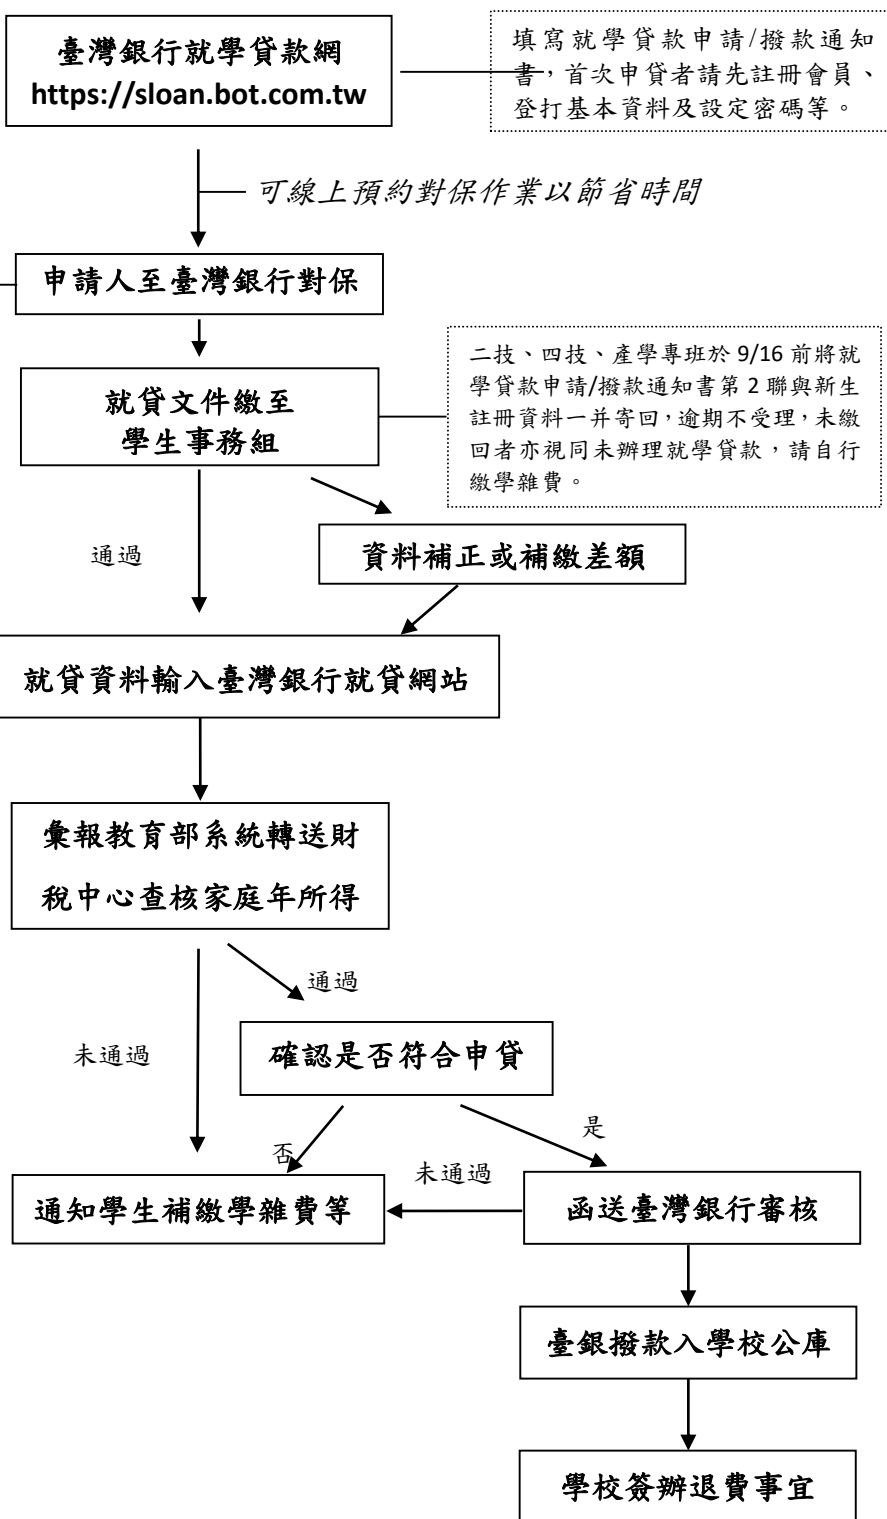 臺灣銀行就學貸款網
https://sloan.bot.com.tw
填寫就學貸款申請/撥款通知
書，首次申貸者請先註冊會員、
登打基本資料及設定密碼等。
可線上預約對保作業以節省時間
申請人至臺灣銀行對保
就貸文件繳至
學生事務組
二技、四技、產學專班於 9/16 前將就
學貸款申請/撥款通知書第 2 聯與新生
註冊資料一并寄回，逾期不受理，未繳
回者亦視同未辦理就學貸款，請自行
繳學雜費。
通過
資料補正或補繳差額
就貸資料輸入臺灣銀行就貸網站
彙報教育部系統轉送財
稅中心查核家庭年所得
通過
未通過
確認是否符合申貸
否
是
未通過
通知學生補繳學雜費等
函送臺灣銀行審核
臺銀撥款入學校公庫
學校簽辦退費事宜